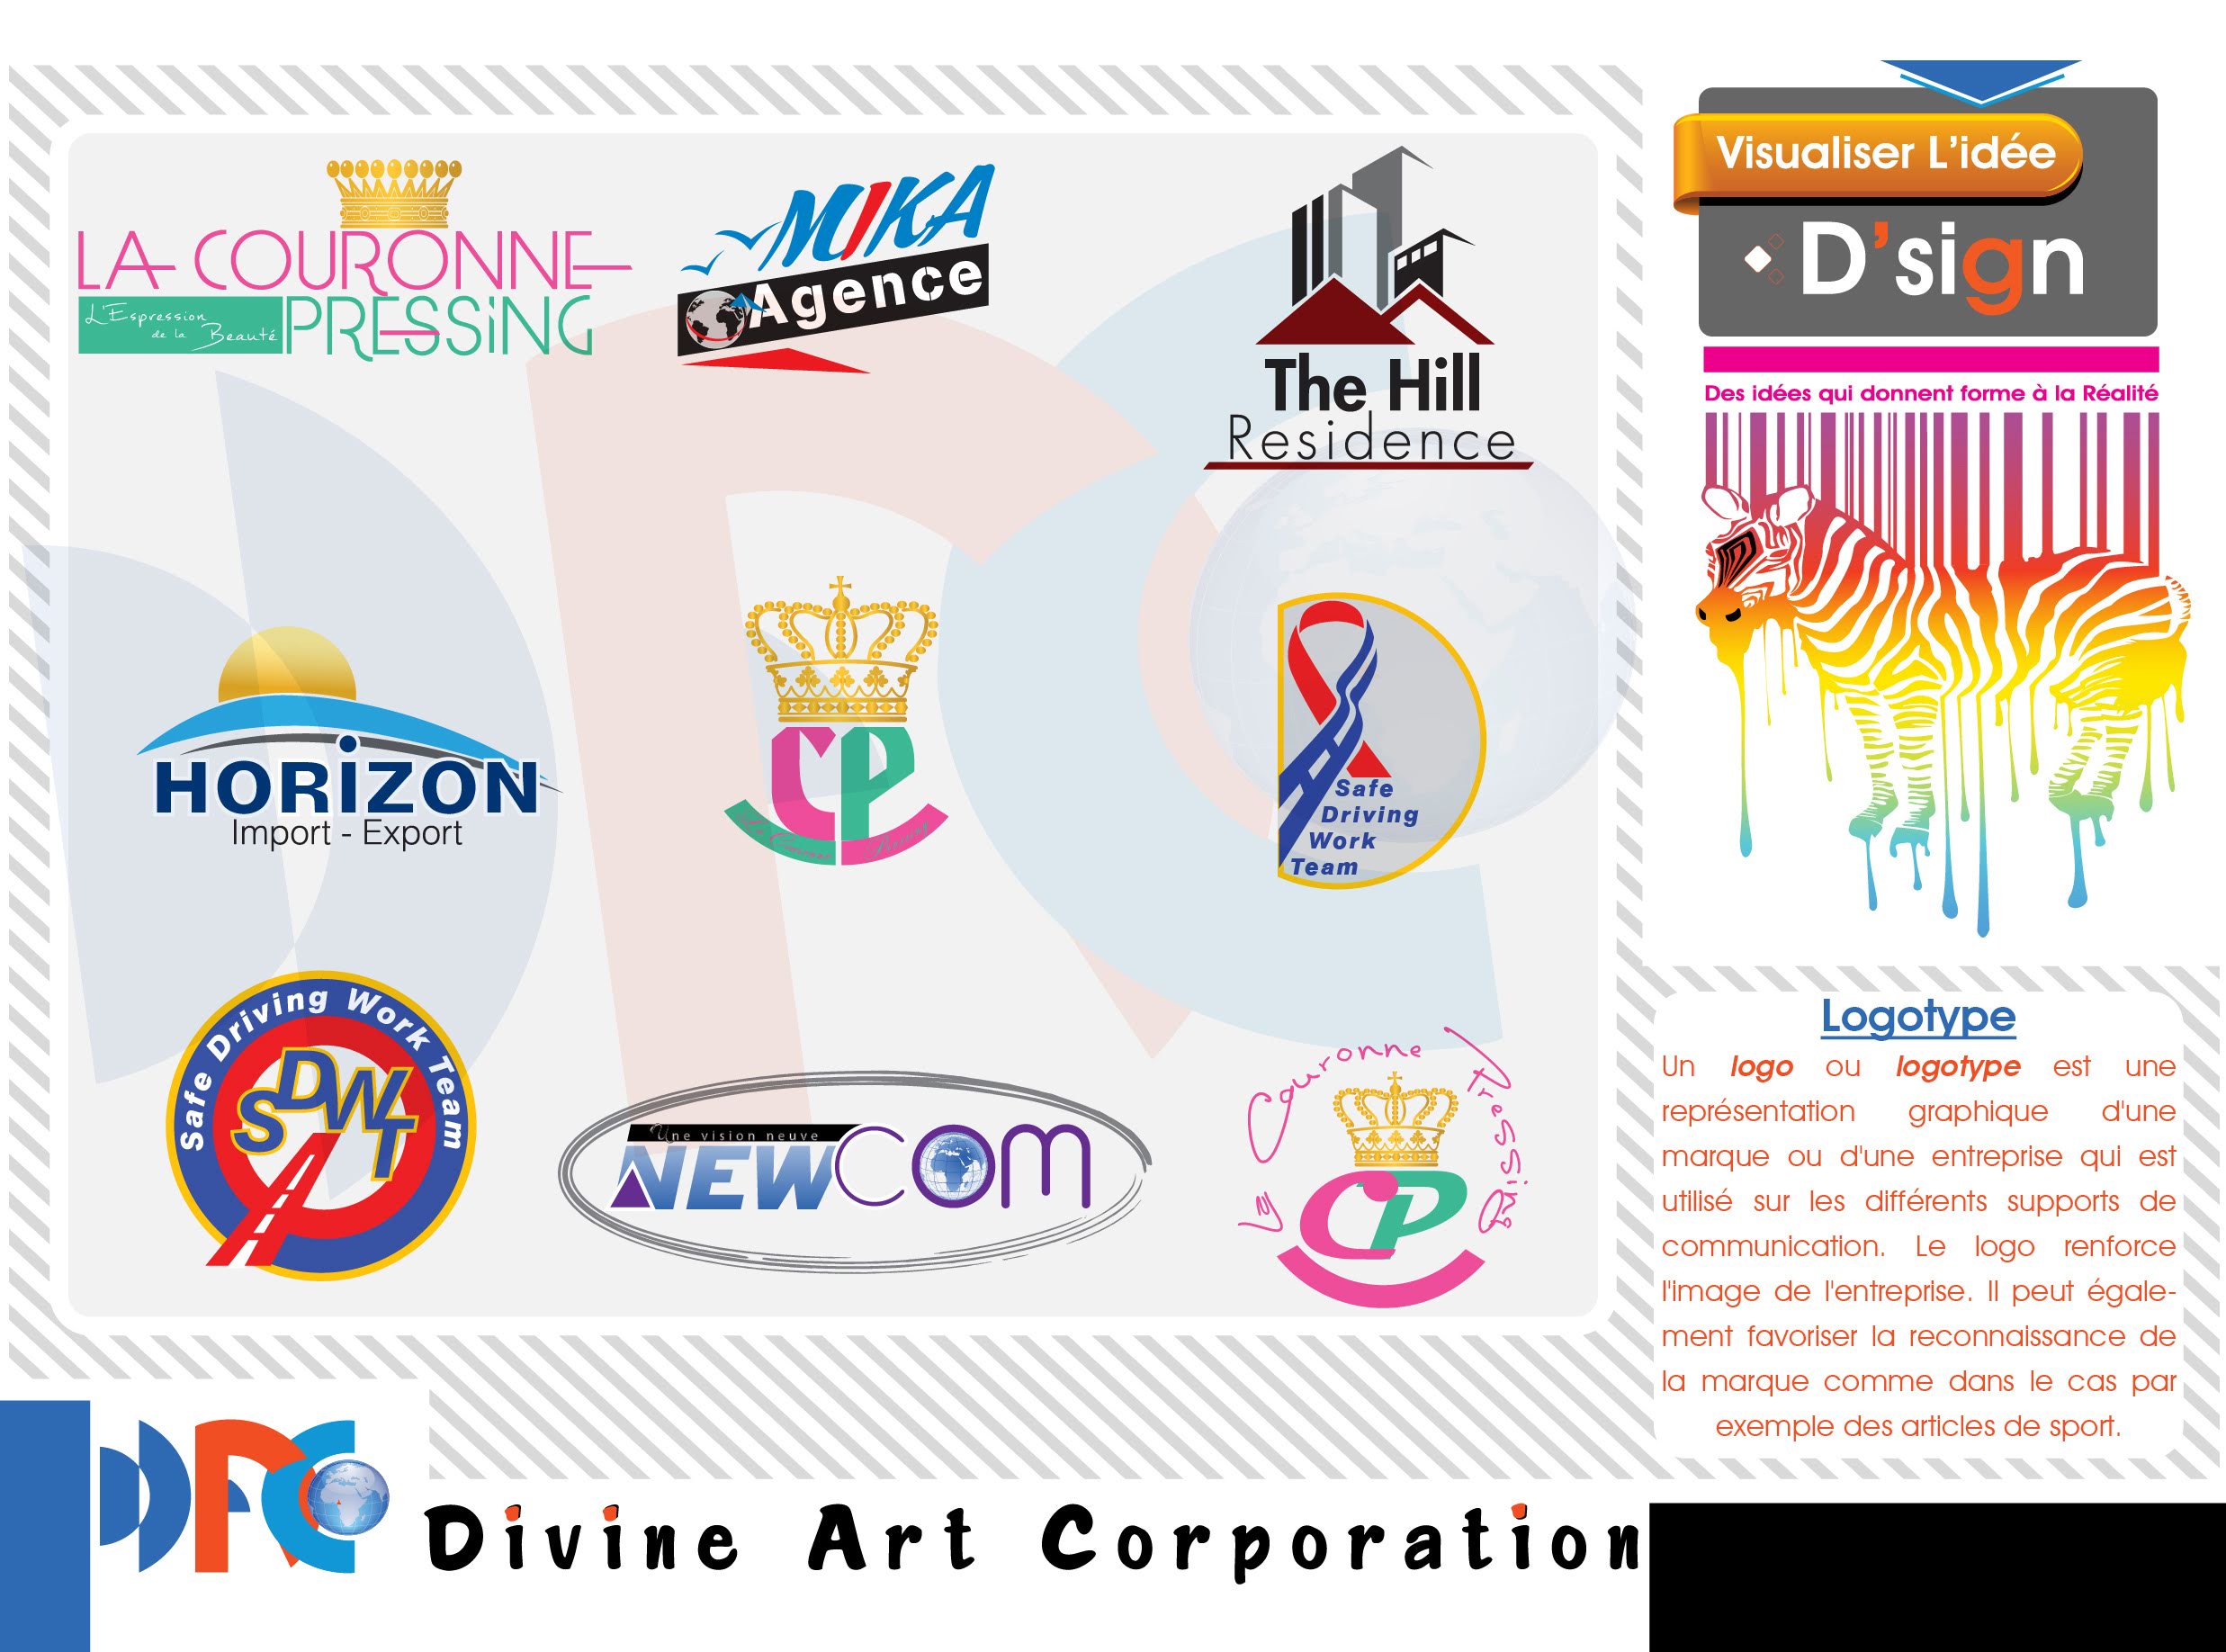 LA COURONNE
L'Espression
de la Beauté
PRESSiNG
MIKA
Agence
The Hill
Residence
HORiZON
Import - Export
CP
Safe
Driving
Work
Team
Safe Driving Work Team
SDWT
Une vision neuve
NEWCOM
La Couronne Pressing
CP
Visualiser L'idée
D'sign
Des idées qui donnent forme à la Réalité
Logotype
Un logo ou logotype est une
représentation graphique d'une
marque ou d'une entreprise qui est
utilisé sur les différents supports de
communication. Le logo renforce
l'image de l'entreprise. Il peut égale-
ment favoriser la reconnaissance de
la marque comme dans le cas par
exemple des articles de sport.
DAC
Divine Art Corporation